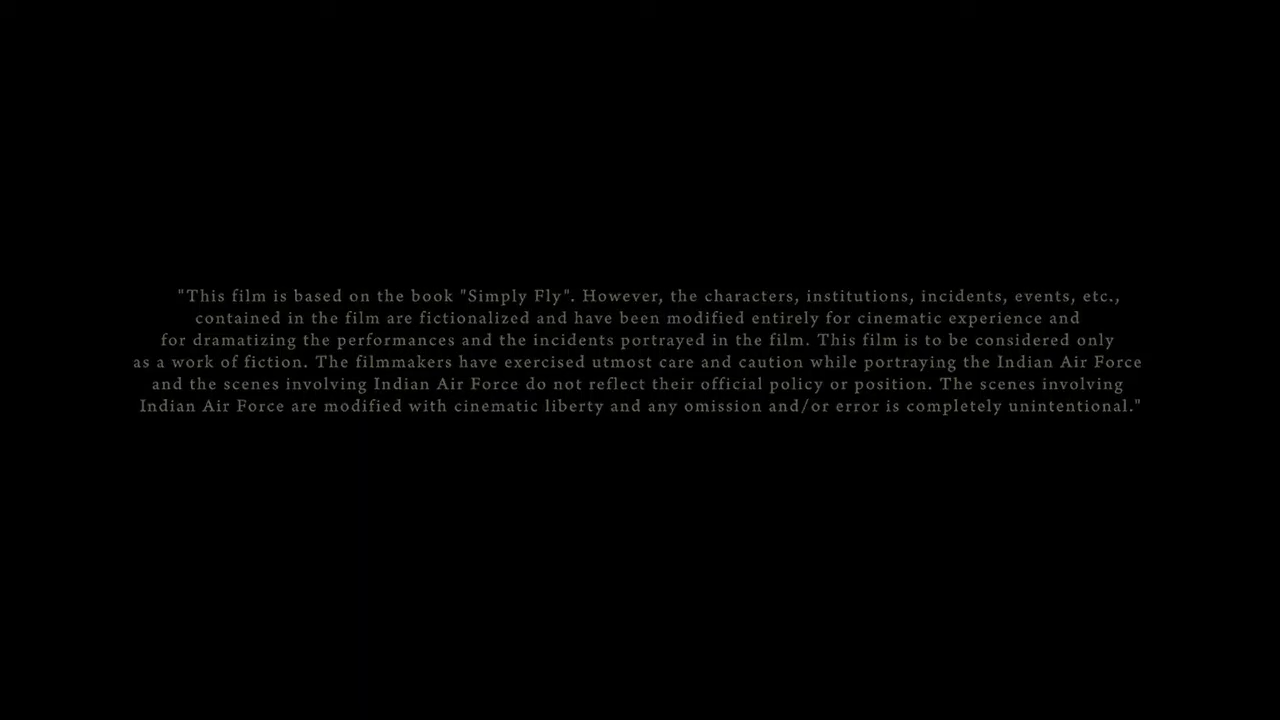 "This film is based on the book "Simply Fly". However, the characters, institutions, incidents, events, etc.,
contained in the film are fictionalized and have been modified entirely for cinematic experience and
for dramatizing the performances and the incidents portrayed in the film. This film is to be considered only
as a work of fiction. The filmmakers have exercised utmost care and caution while portraying the Indian Air Force
and the scenes involving Indian Air Force do not reflect their official policy or position. The scenes involving
Indian Air Force are modified with cinematic liberty and any omission and/or error is completely unintentional."